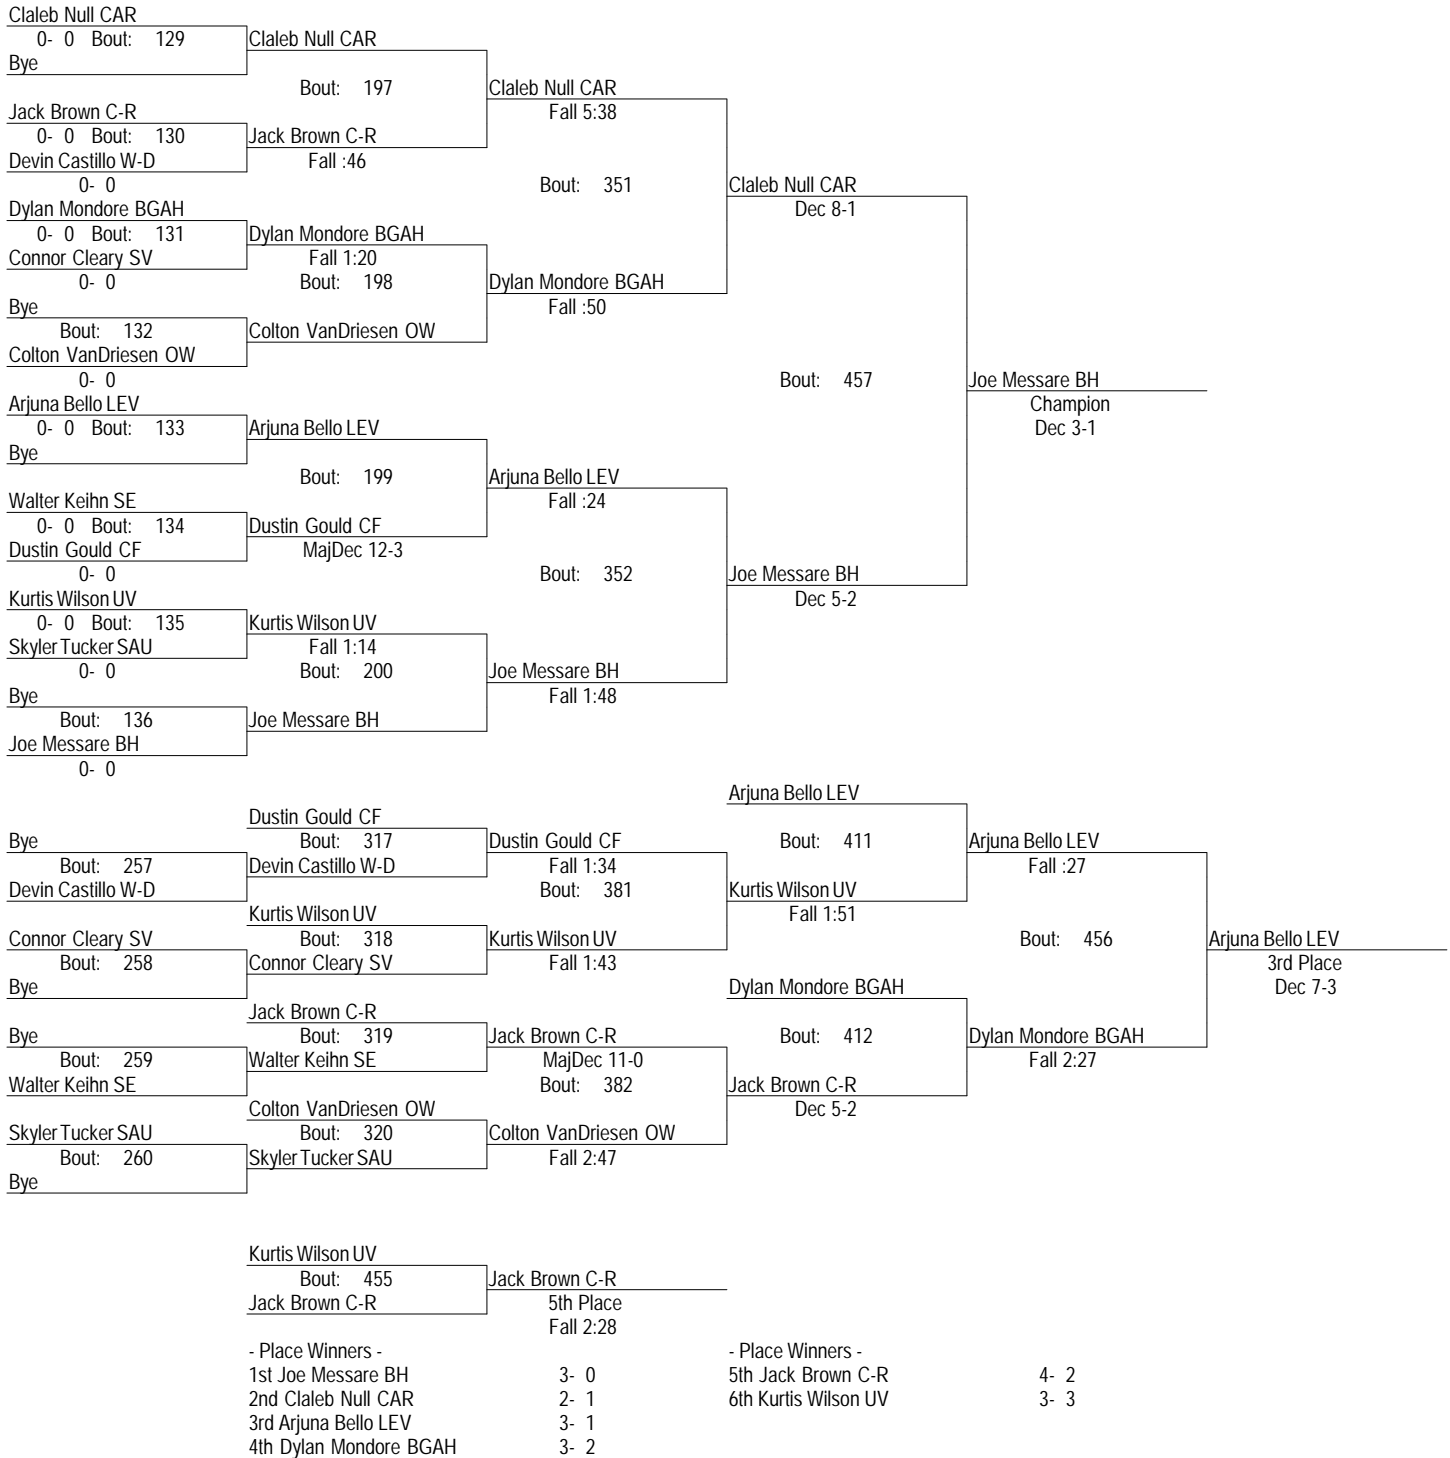 Claleb Null CAR
0- 0 Bout: 129 Claleb Null CAR
Bye
Bout: 197 Claleb Null CAR
Jack Brown C-R Fall 5:38
0- 0 Bout: 130 Jack Brown C-R
Devin Castillo W-D Fall :46
0- 0 Bout: 351 Claleb Null CAR
Dylan Mondore BGAH Dec 8-1
0- 0 Bout: 131 Dylan Mondore BGAH
Connor Cleary SV Fall 1:20
0- 0 Bout: 198 Dylan Mondore BGAH
Bye Fall :50
Bout: 132 Colton VanDriesen OW
Colton VanDriesen OW
0- 0 Bout: 457 Joe Messare BH
Arjuna Bello LEV Champion
0- 0 Bout: 133 Arjuna Bello LEV Dec 3-1
Bye
Bout: 199 Arjuna Bello LEV
Walter Keihn SE Fall :24
0- 0 Bout: 134 Dustin Gould CF
Dustin Gould CF MajDec 12-3
0- 0 Bout: 352 Joe Messare BH
Kurtis Wilson UV Dec 5-2
0- 0 Bout: 135 Kurtis Wilson UV
Skyler Tucker SAU Fall 1:14
0- 0 Bout: 200 Joe Messare BH
Bye Fall 1:48
Bout: 136 Joe Messare BH
Joe Messare BH
0- 0
Arjuna Bello LEV
Dustin Gould CF
Bye Bout: 317 Dustin Gould CF Bout: 411 Arjuna Bello LEV
Bout: 257 Devin Castillo W-D Fall 1:34 Fall :27
Devin Castillo W-D Bout: 381 Kurtis Wilson UV
Kurtis Wilson UV Fall 1:51
Connor Cleary SV Bout: 318 Kurtis Wilson UV Bout: 456 Arjuna Bello LEV
Bout: 258 Connor Cleary SV Fall 1:43 3rd Place
Bye Dylan Mondore BGAH Dec 7-3
Jack Brown C-R
Bye Bout: 319 Jack Brown C-R Bout: 412 Dylan Mondore BGAH
Bout: 259 Walter Keihn SE MajDec 11-0 Fall 2:27
Walter Keihn SE Bout: 382 Jack Brown C-R
Colton VanDriesen OW Dec 5-2
Skyler Tucker SAU Bout: 320 Colton VanDriesen OW
Bout: 260 Skyler Tucker SAU Fall 2:47
Bye
Kurtis Wilson UV
Bout: 455 Jack Brown C-R
Jack Brown C-R 5th Place
Fall 2:28
- Place Winners - - Place Winners -
1st Joe Messare BH 3- 0 5th Jack Brown C-R 4- 2
2nd Claleb Null CAR 2- 1 6th Kurtis Wilson UV 3- 3
3rd Arjuna Bello LEV 3- 1
4th Dylan Mondore BGAH 3- 2